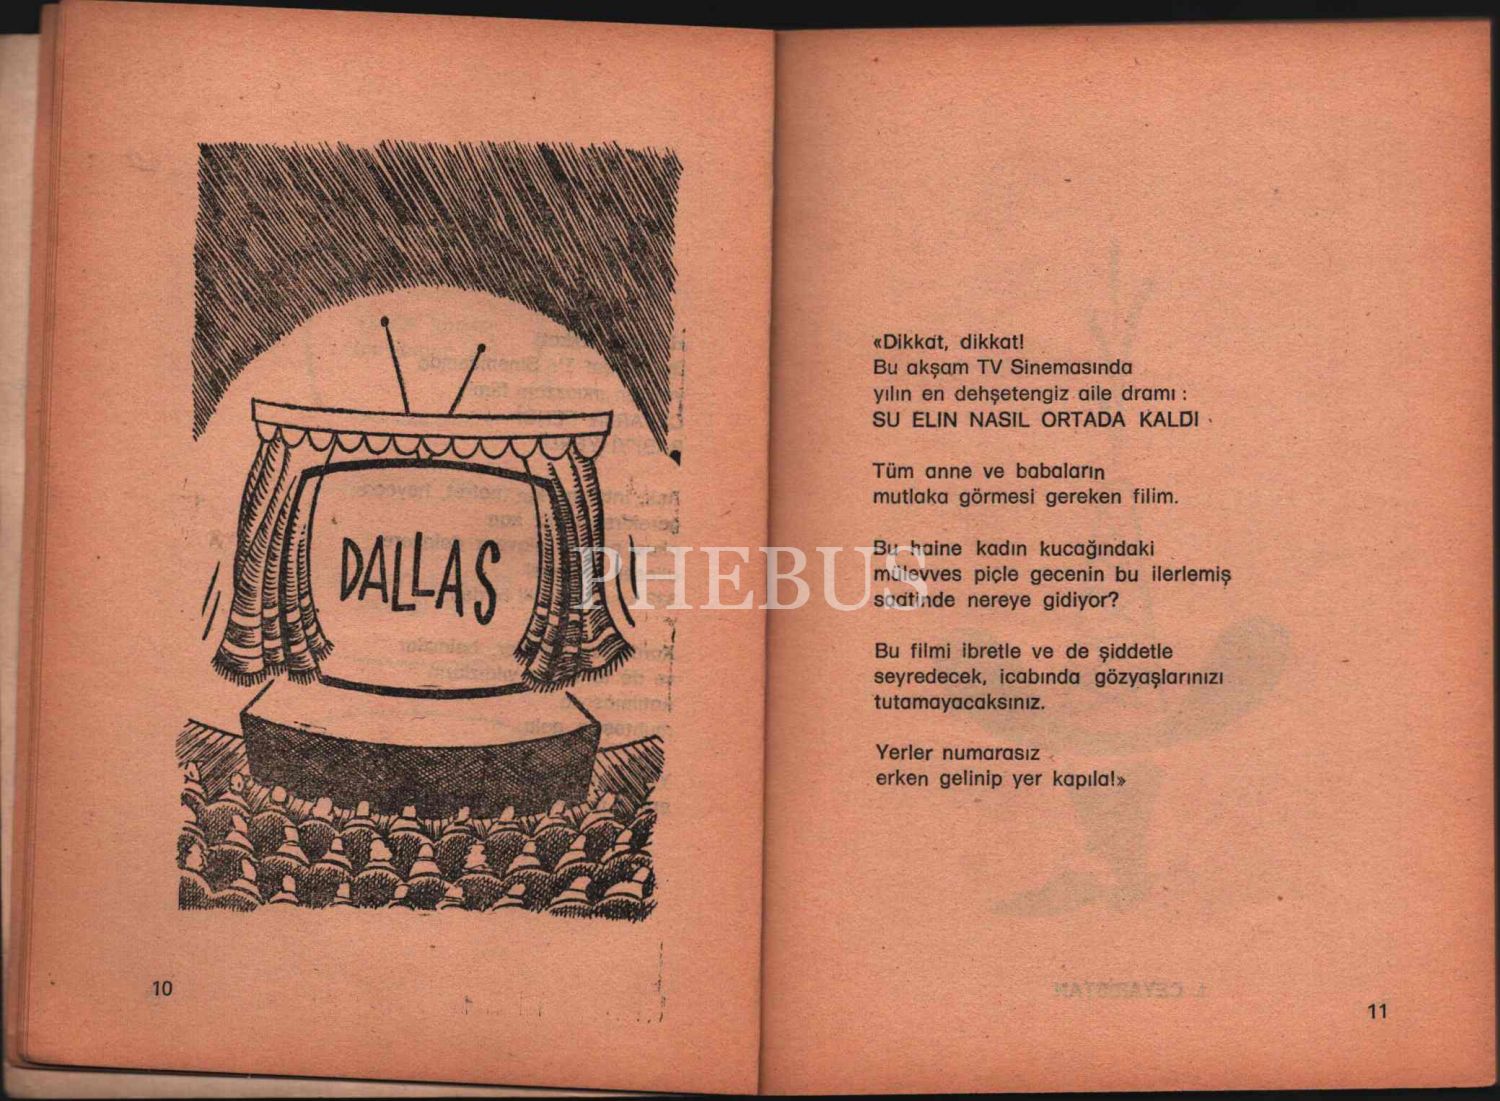 DALLAS
10
«Dikkat, dikkat!
Bu akşam TV Sinemasında
yılın en dehşetengiz aile dramı :
SU ELIN NASIL ORTADA KALDI
Tüm anne ve babaların
mutlaka görmesi gereken filim.
Bu haine kadın kucağındaki
mülevves piçle gecenin bu ilerlemiş
saatinde nereye gidiyor?
Bu filmi ibretle ve de şiddetle
seyredecek, icabında gözyaşlarınızı
tutamayacaksınız.
Yerler numarasız
erken gelinip yer kapıla!»
11
PHEBUS